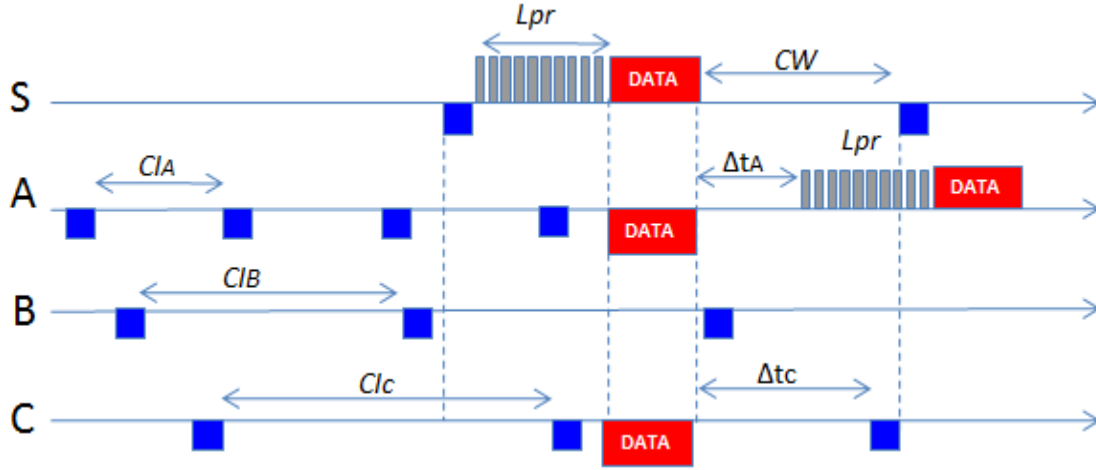 Lpr
S
DATA
CW
CIA
Lpr
A
ΔtA
DATA
DATA
CIB
B
CIc
Δtc
C
DATA